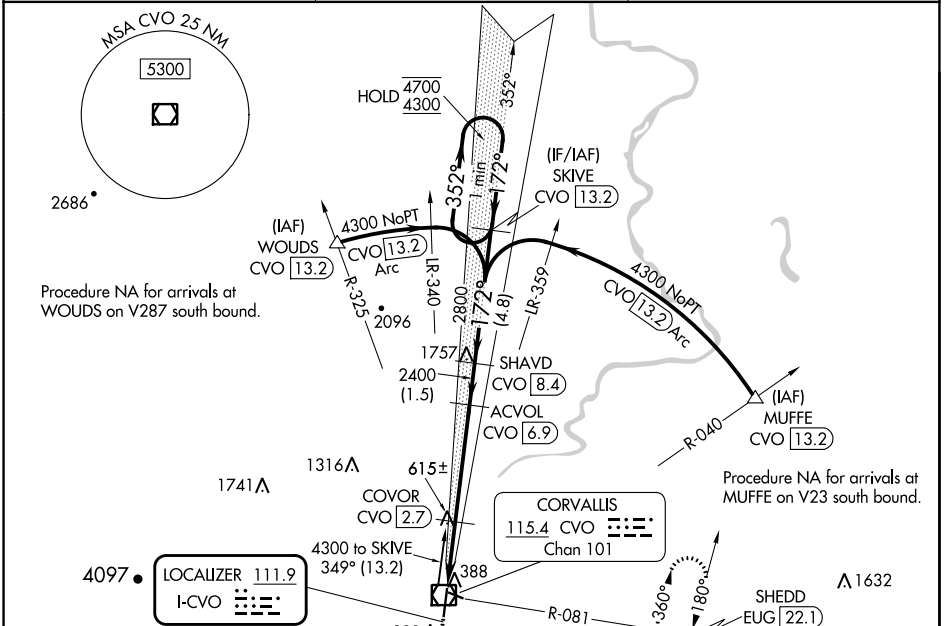 MSA CVO 25 NM
5300
HOLD 4700
4300
352°
352°
1 min
172°
(IF/IAF)
SKIVE
CVO 13.2
2686
(IAF)
WOUDS
CVO 13.2
4300 NoPT
CVO 13.2
Arc
R-325
LR-340
2096
2800
172°
(4.8)
LR-359
4300 NoPT
CVO 13.2 Arc
Procedure NA for arrivals at
WOUDS on V287 south bound.
1757
SHAVD
CVO 8.4
2400
(1.5)
ACVOL
CVO 6.9
(IAF)
MUFFE
CVO 13.2
R-040
Procedure NA for arrivals at
MUFFE on V23 south bound.
1316
1741
615±
COVOR
CVO 2.7
CORVALLIS
115.4 CVO
Chan 101
4300 to SKIVE
349° (13.2)
388
4097
LOCALIZER 111.9
I-CVO
R-081
360°
180°
1632
SHEDD
EUG 22.1